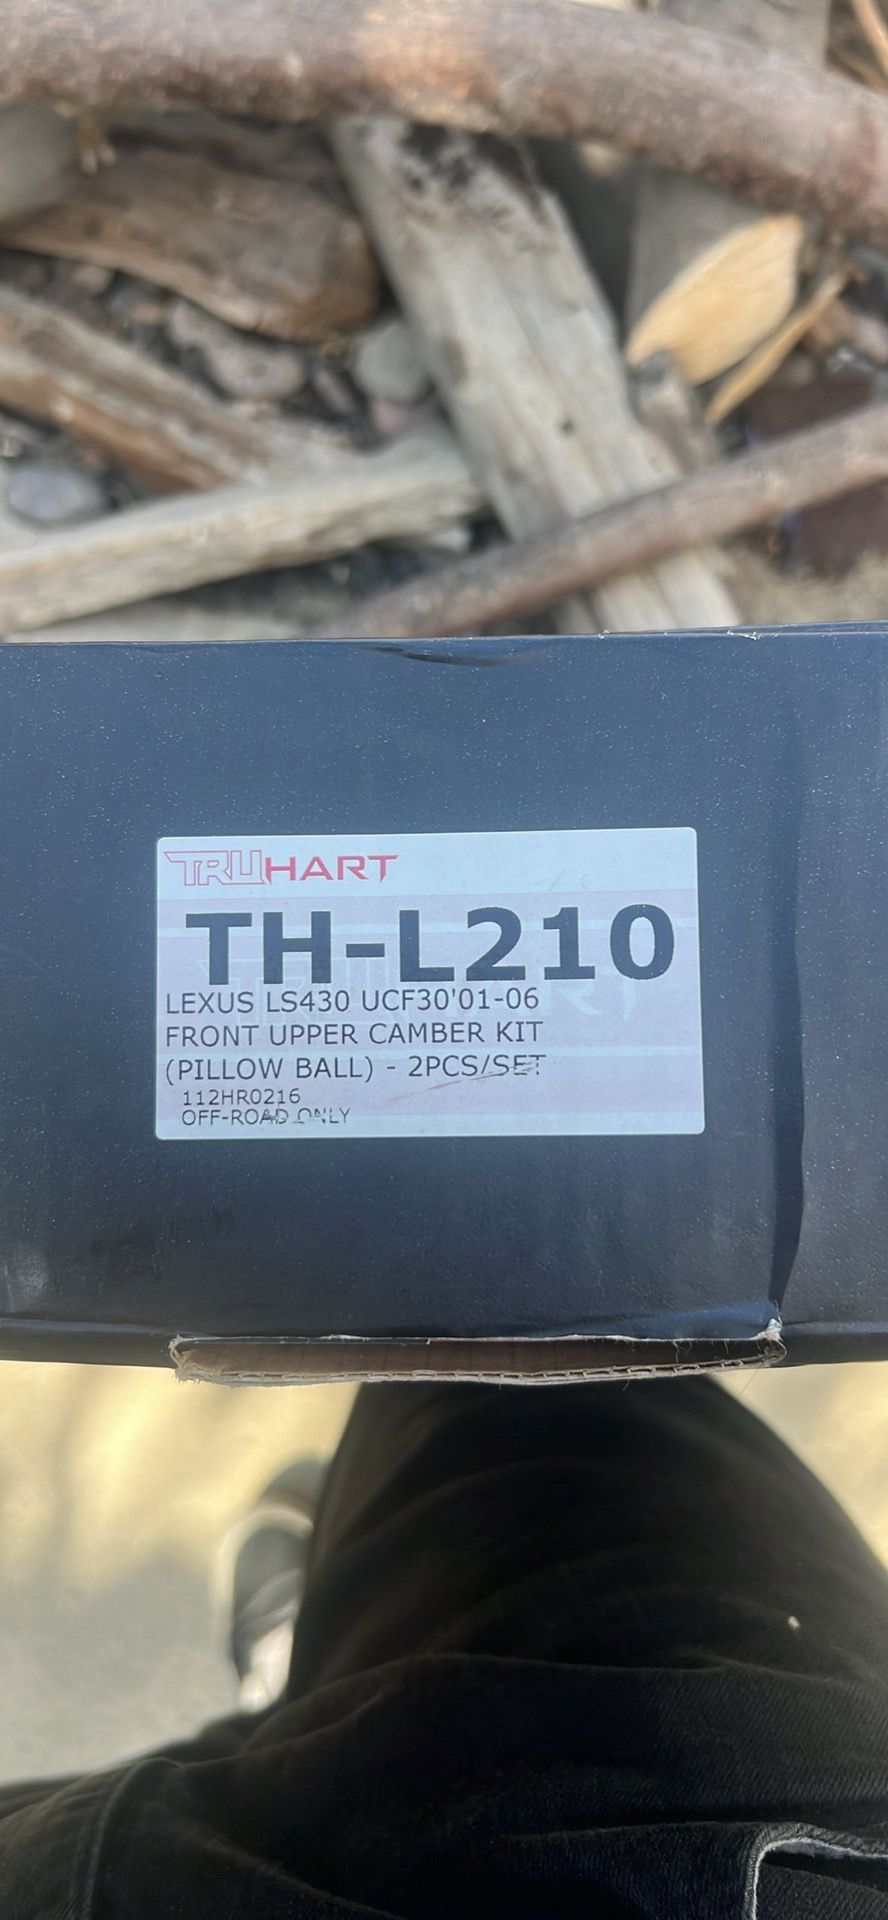 TRUHART
TH-L210
LEXUS LS430 UCF30'01-06
FRONT UPPER CAMBER KIT
(PILLOW BALL) - 2PCS/SET
112HR0216
OFF-ROAD ONLY